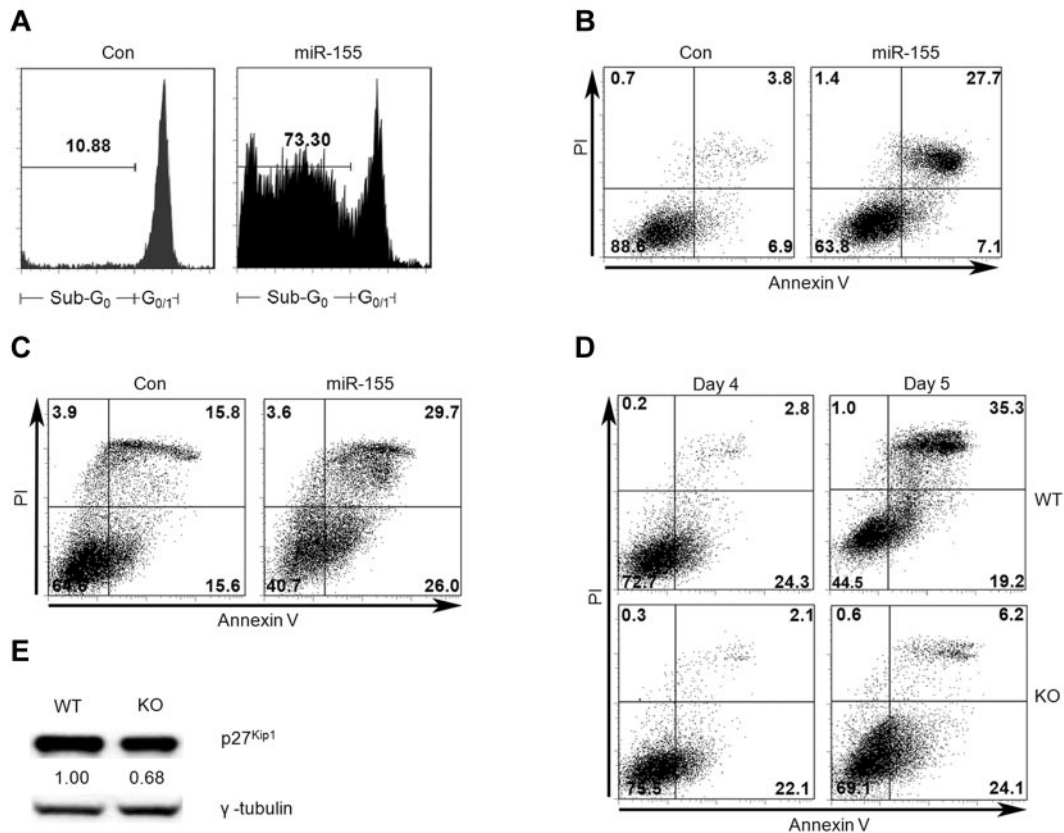 A
Con
miR-155
10.88
73.30
Sub-G₀
G₀/₁
Sub-G₀
G₀/₁
B
Con
miR-155
0.7
3.8
1.4
27.7
PI
88.6
6.9
63.8
7.1
Annexin V
C
Con
miR-155
3.9
15.8
3.6
29.7
PI
64.6
15.6
40.7
26.0
Annexin V
D
Day 4
Day 5
0.2
2.8
1.0
35.3
WT
72.7
24.3
44.5
19.2
PI
0.3
2.1
0.6
6.2
KO
75.5
22.1
69.1
24.1
Annexin V
E
WT
KO
p27ᴷⁱᵖ¹
1.00
0.68
γ -tubulin